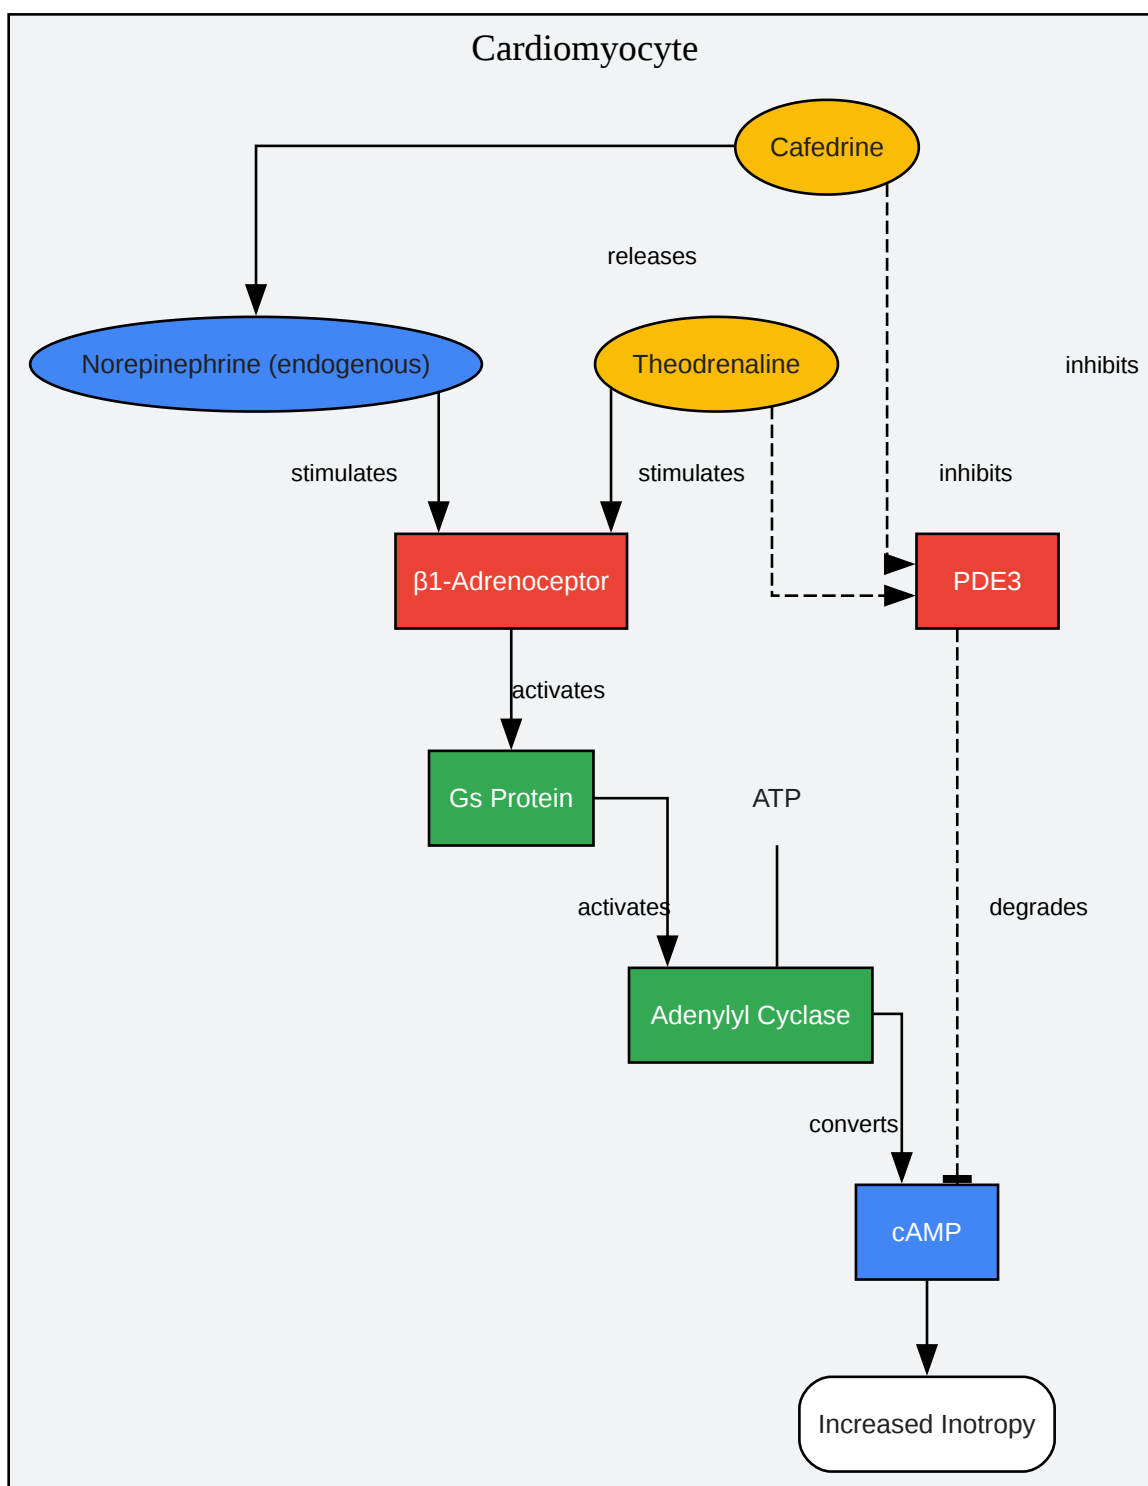 Cardiomyocyte
Cafedrine
releases
Norepinephrine (endogenous)
Theodrenaline
inhibits
stimulates
stimulates
inhibits
β1-Adrenoceptor
PDE3
activates
Gs Protein
ATP
activates
degrades
Adenylyl Cyclase
converts
cAMP
Increased Inotropy